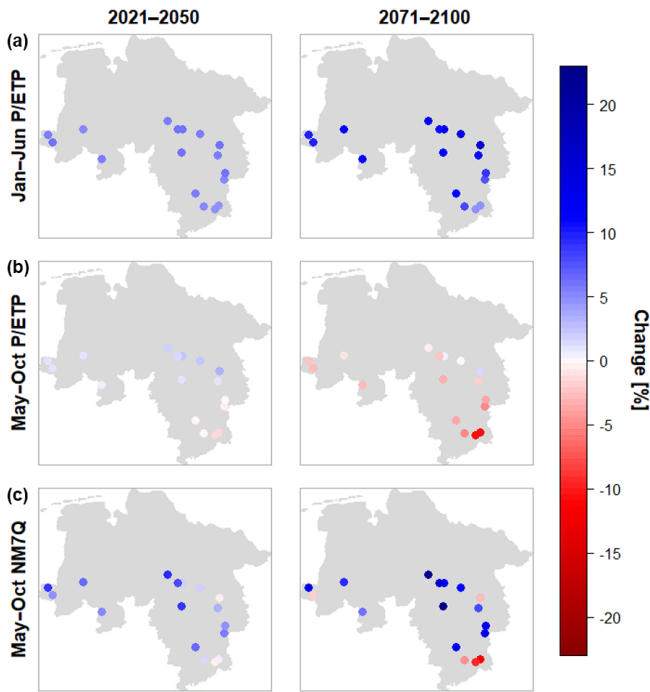 2021–2050
2071–2100
(a)
Jan–Jun P/ETP
(b)
May–Oct P/ETP
(c)
May–Oct NM7Q
20
15
10
5
0
-5
-10
-15
-20
Change [%]